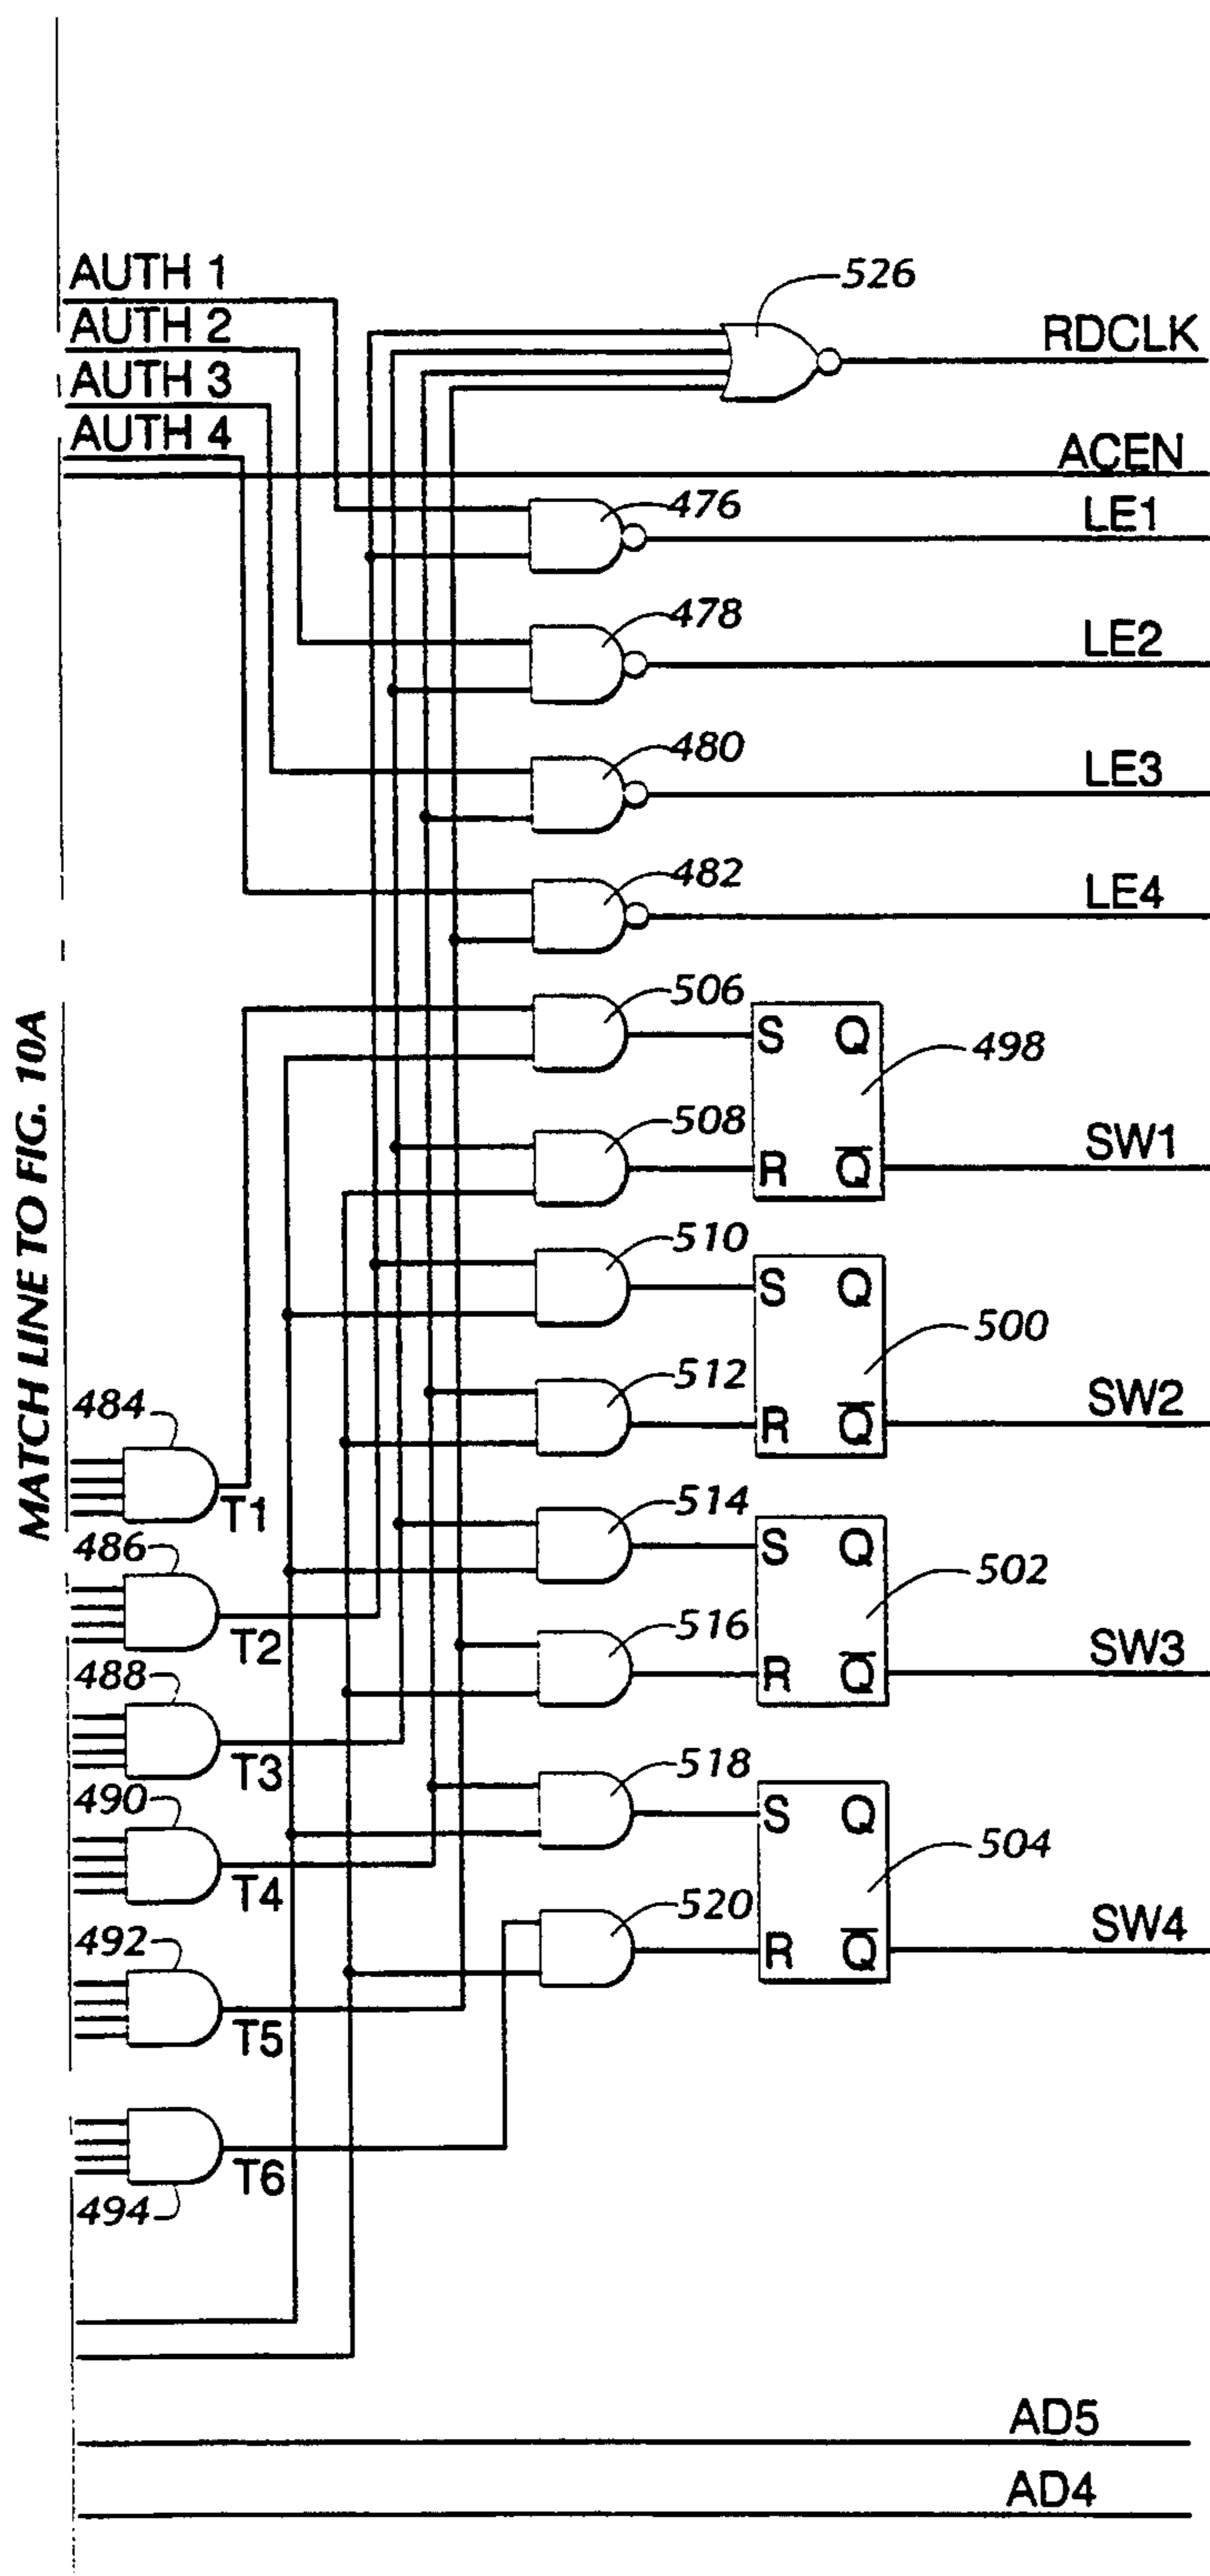 526
AUTH 1
RDCLK
AUTH 2
AUTH 3
AUTH 4
ACEN
476
LE1
478
LE2
480
LE3
482
LE4
506
S Q
498
508
R Q̅
SW1
510
S Q
500
512
R Q̅
SW2
MATCH LINE TO FIG. 10A
484
T1
514
S Q
502
486
T2
516
R Q̅
SW3
488
T3
518
S Q
504
490
T4
520
R Q̅
SW4
492
T5
T6
494
AD5
AD4